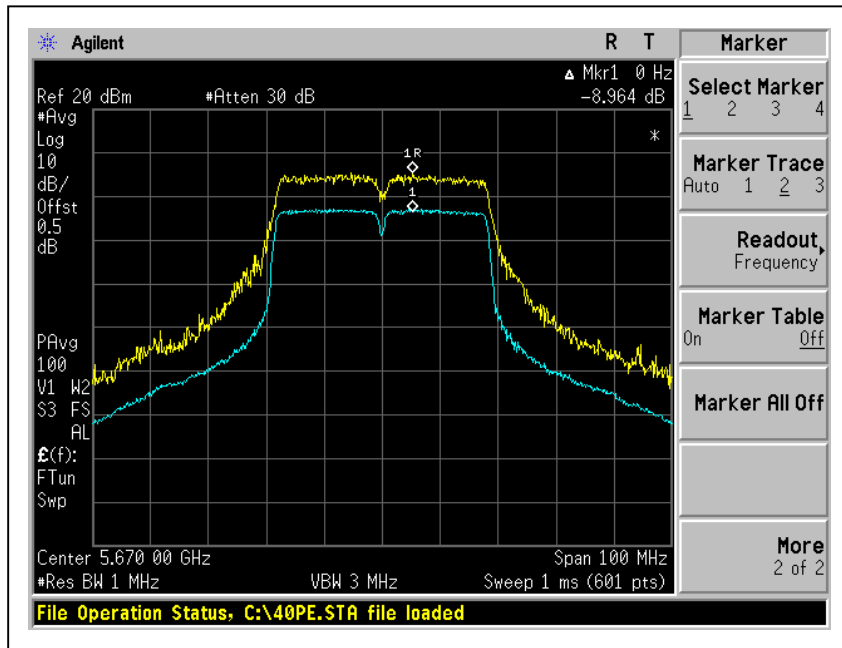 Agilent R T
Δ Mkr1 0 Hz
Ref 20 dBm #Atten 30 dB -8.964 dB
#Avg
Log
10
dB/
Offst
0.5
dB
*
1R
1
PAvg
100
V1 W2
S3 FS
AL
£(f):
FTun
Swp
Center 5.670 00 GHz Span 100 MHz
#Res BW 1 MHz VBW 3 MHz Sweep 1 ms (601 pts)
File Operation Status, C:\40PE.STA file loaded
Marker
Select Marker
1 2 3 4
Marker Trace
Auto 1 2 3
Readout
Frequency
Marker Table
On Off
Marker All Off
More
2 of 2